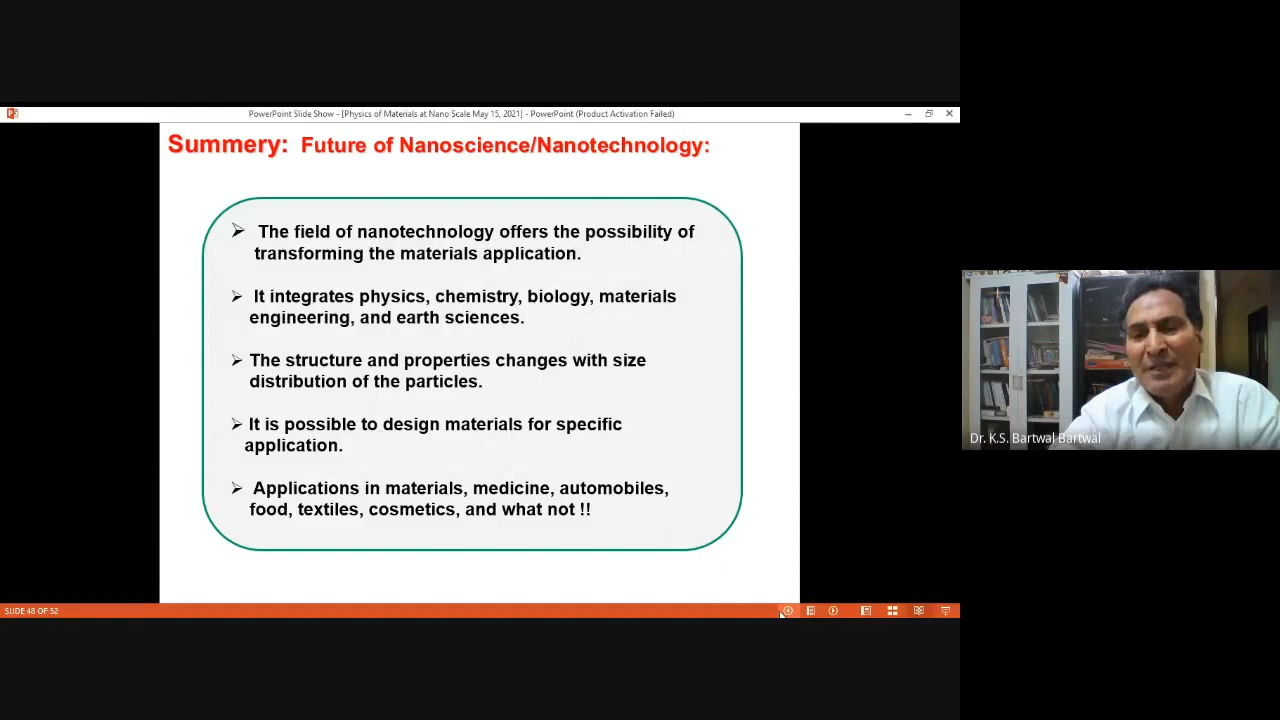 PowerPoint Slide Show - [Physics of Materials at Nano Scale May 15, 2021] - PowerPoint (Product Activation Failed)
Summery: Future of Nanoscience/Nanotechnology:
➢ The field of nanotechnology offers the possibility of
transforming the materials application.
➢ It integrates physics, chemistry, biology, materials
engineering, and earth sciences.
➢ The structure and properties changes with size
distribution of the particles.
➢ It is possible to design materials for specific
application.
➢ Applications in materials, medicine, automobiles,
food, textiles, cosmetics, and what not !!
Dr. K.S. Bartwal Bartwal
SLIDE 48 OF 52